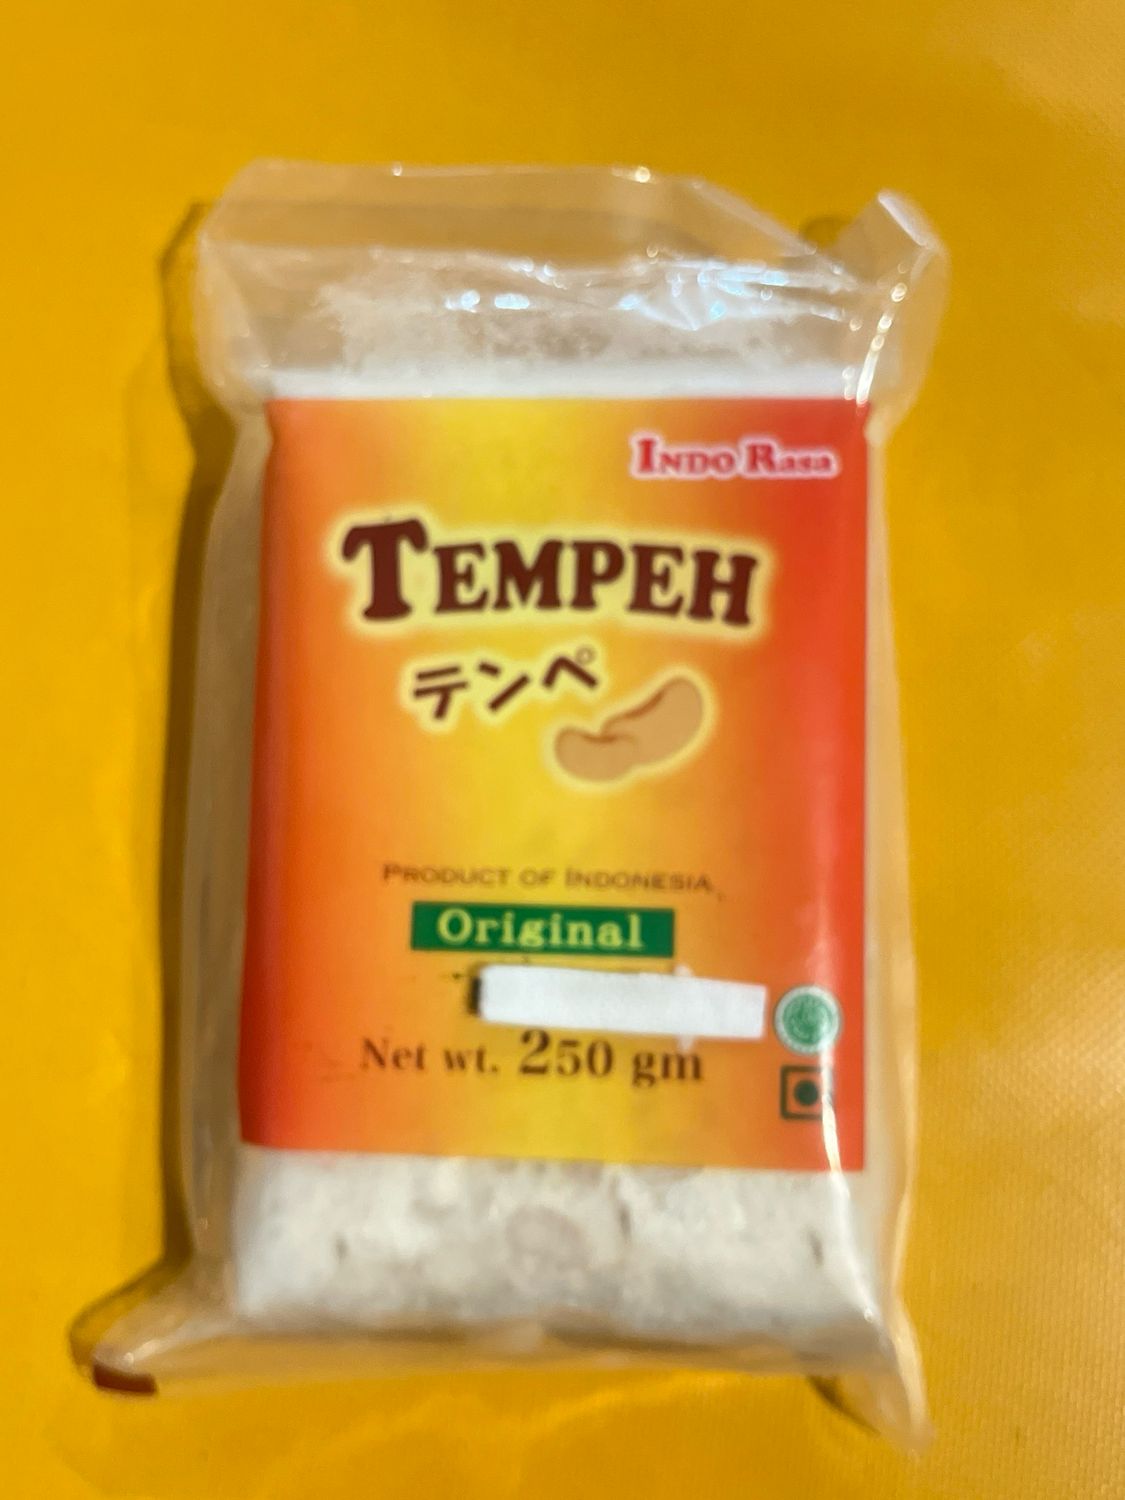 INDO Rasa
TEMPEH
テンペ
PRODUCT OF INDONESIA
Original
Net wt. 250 gm